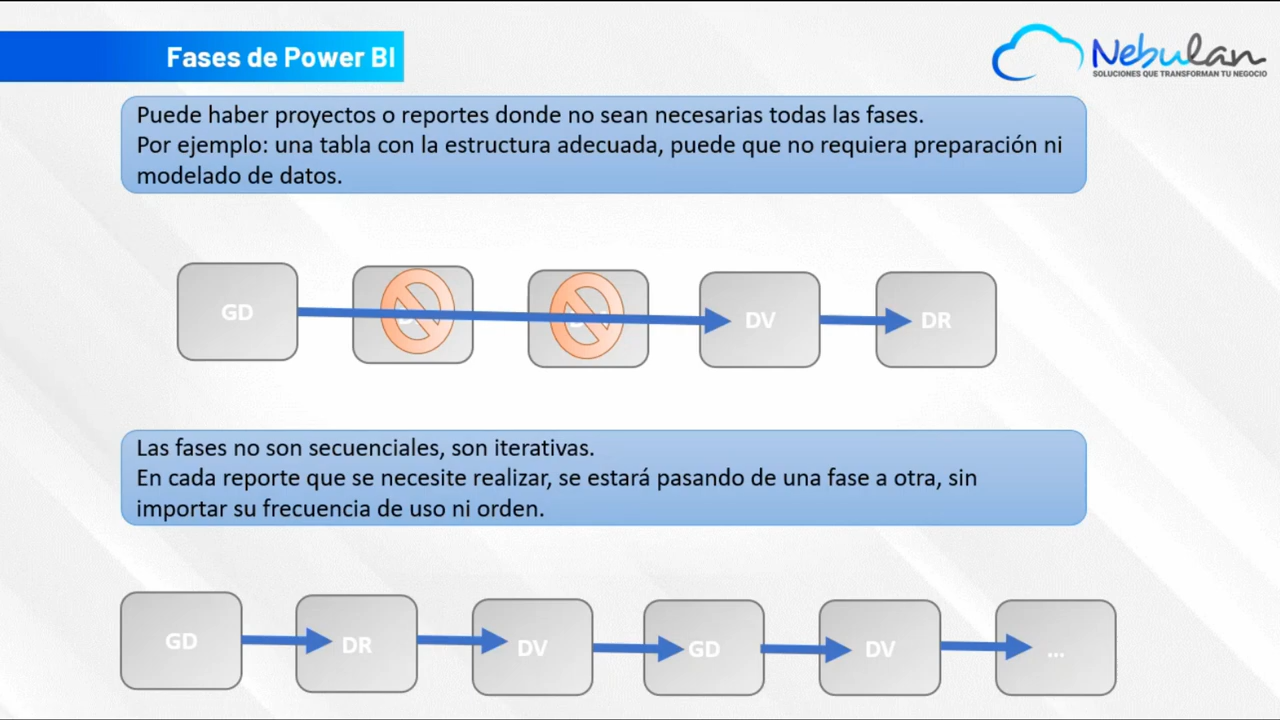 Fases de Power BI
Nebulan
SOLUCIONES QUE TRANSFORMAN TU NEGOCIO
Puede haber proyectos o reportes donde no sean necesarias todas las fases.
Por ejemplo: una tabla con la estructura adecuada, puede que no requiera preparación ni
modelado de datos.
GD
DV
DR
Las fases no son secuenciales, son iterativas.
En cada reporte que se necesite realizar, se estará pasando de una fase a otra, sin
importar su frecuencia de uso ni orden.
GD
DR
DV
GD
DV
...